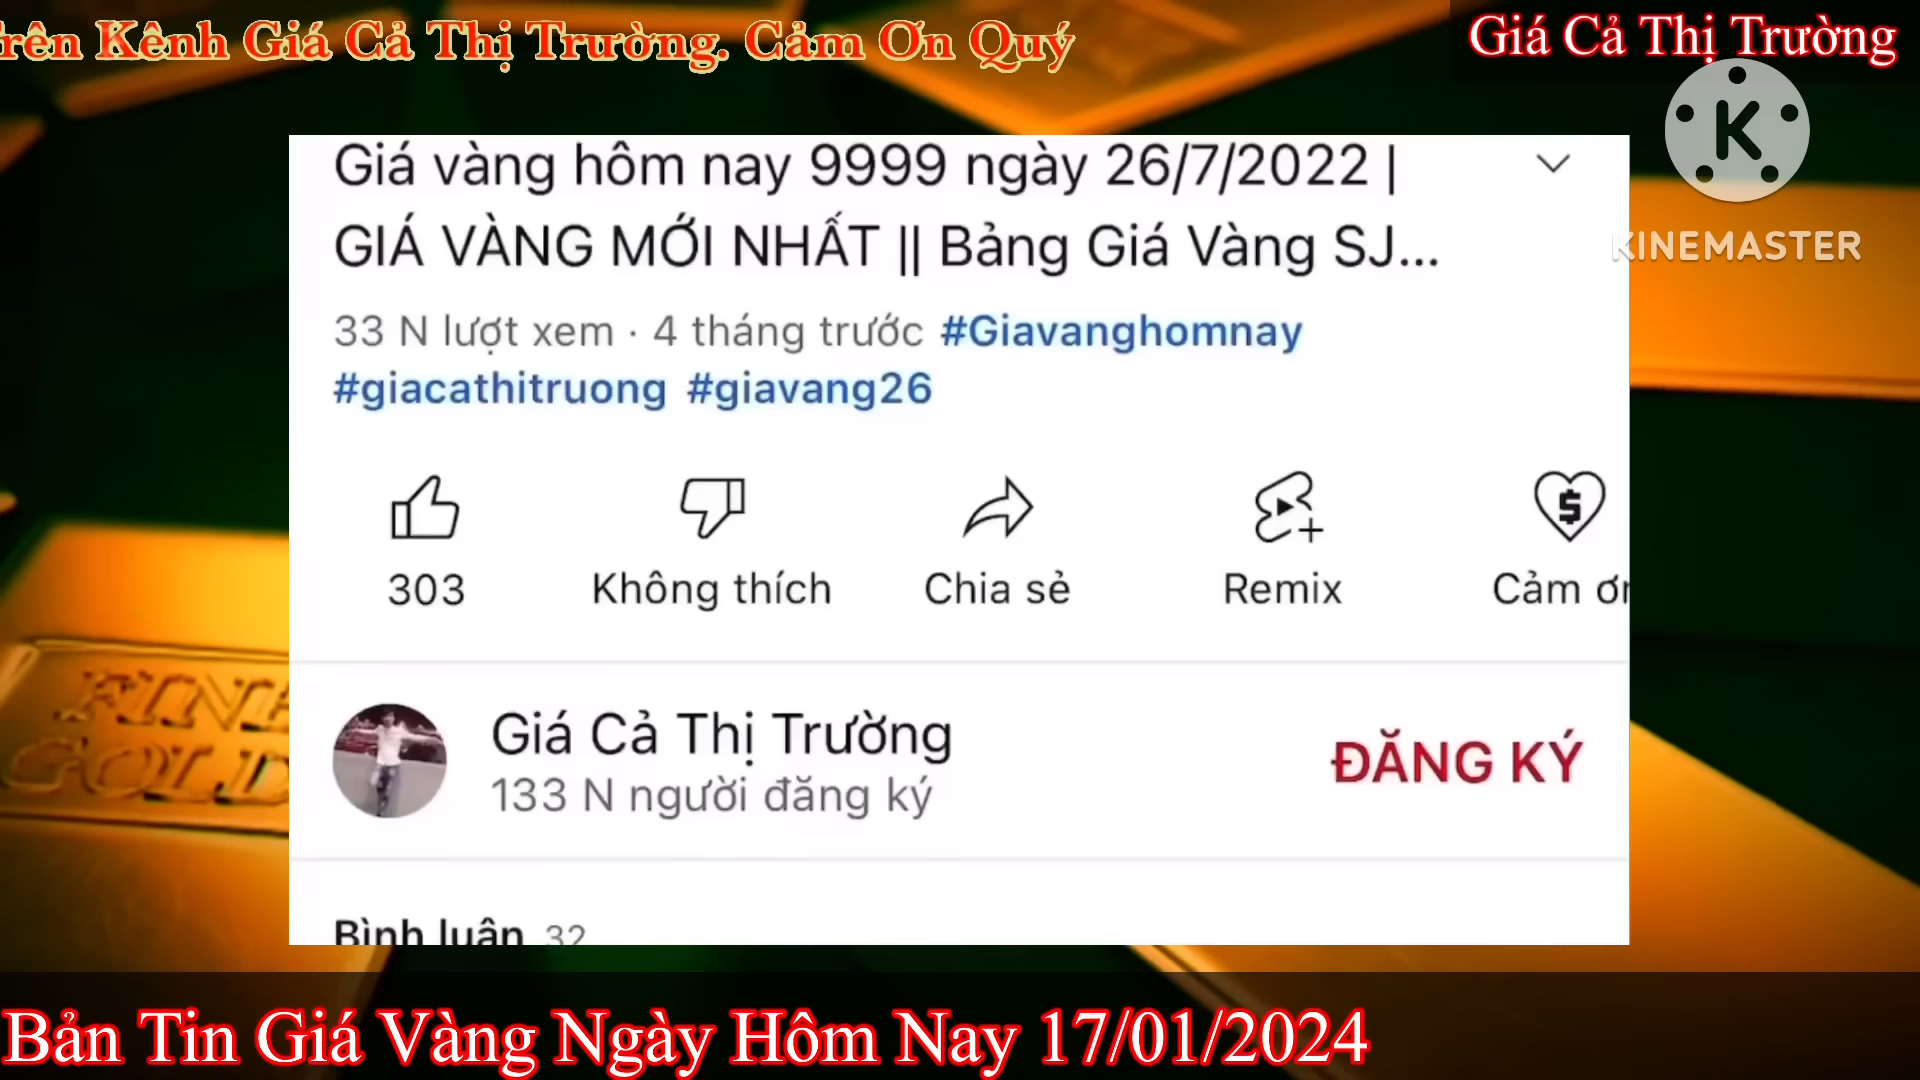 rên Kênh Giá Cả Thị Trường. Cảm Ơn Quý
Giá Cả Thị Trường
K
KINEMASTER
Giá vàng hôm nay 9999 ngày 26/7/2022 |
GIÁ VÀNG MỚI NHẤT || Bảng Giá Vàng SJ...
33 N lượt xem · 4 tháng trước #Giavanghomnay
#giacathitruong #giavang26
303 Không thích Chia sẻ Remix Cảm ơn
Giá Cả Thị Trường
133 N người đăng ký
ĐĂNG KÝ
Bình luận 32
FINE
GOLD
Bản Tin Giá Vàng Ngày Hôm Nay 17/01/2024